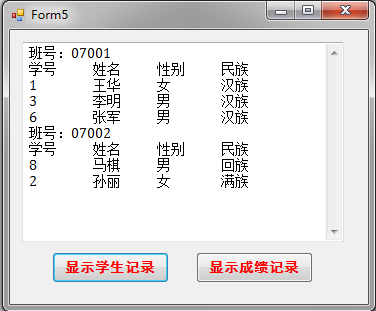 Form5
班号：07001
学号 姓名 性别 民族
1 王华 女 汉族
3 李明 男 汉族
6 张军 男 汉族
班号：07002
学号 姓名 性别 民族
8 马棋 男 回族
2 孙丽 女 满族
显示学生记录 显示成绩记录